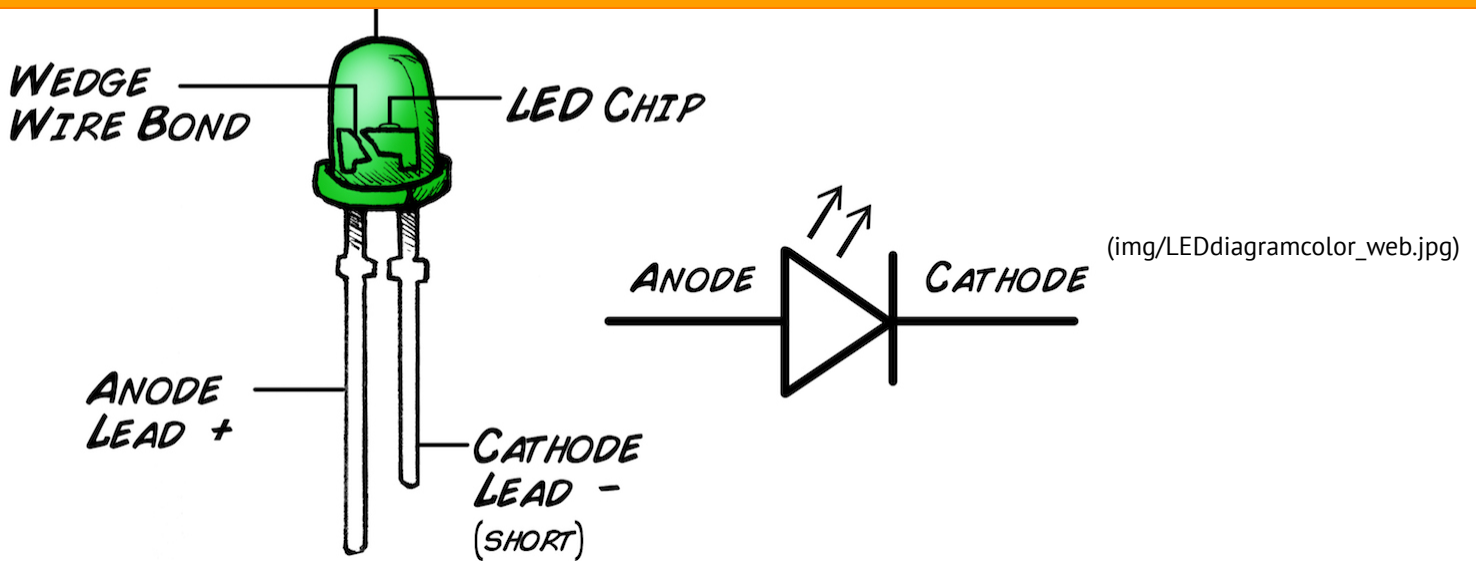 WEDGE
WIRE BOND
LED CHIP
ANODE
LEAD +
CATHODE
LEAD -
(SHORT)
ANODE
CATHODE
(img/LEDdiagramcolor_web.jpg)